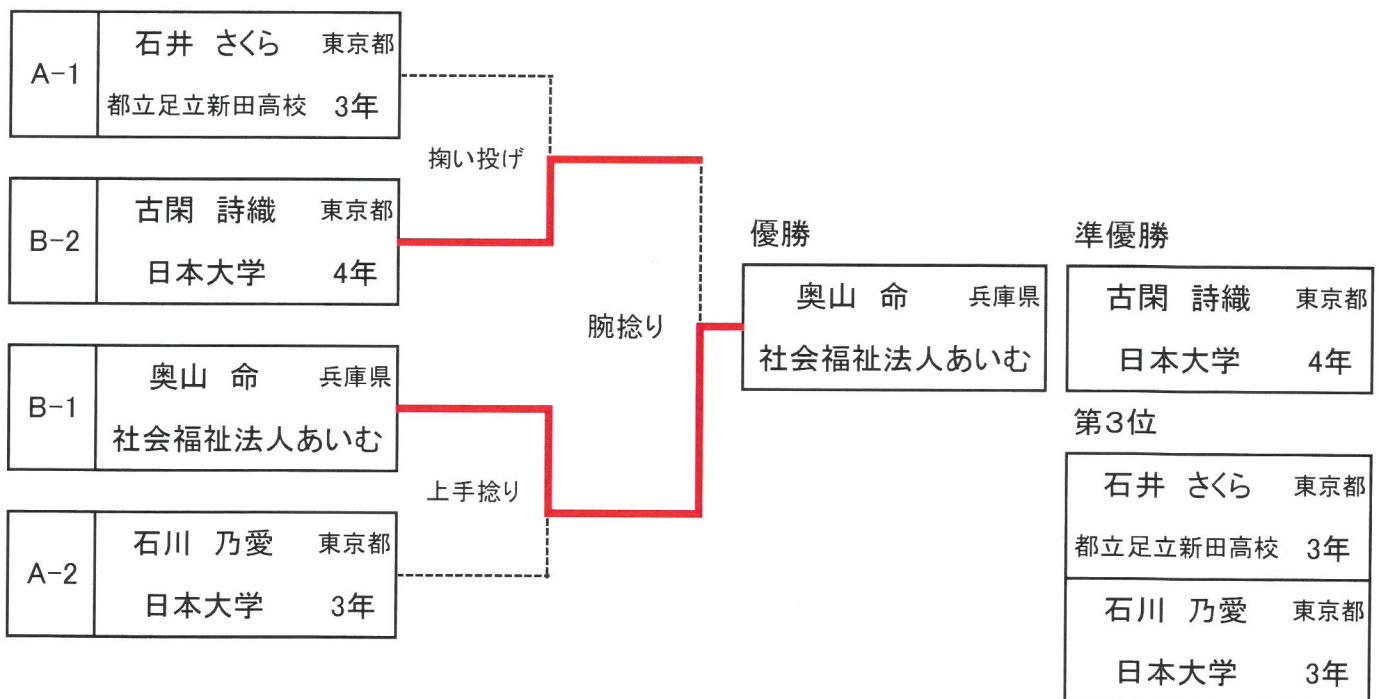 A-1
石井 さくら 東京都
都立足立新田高校 3年
掬い投げ
B-2
古閑 詩織 東京都
日本大学 4年
腕捻り
B-1
奥山 命 兵庫県
社会福祉法人あいむ
上手捻り
A-2
石川 乃愛 東京都
日本大学 3年
優勝
奥山 命 兵庫県
社会福祉法人あいむ
準優勝
古閑 詩織 東京都
日本大学 4年
第3位
石井 さくら 東京都
都立足立新田高校 3年
石川 乃愛 東京都
日本大学 3年